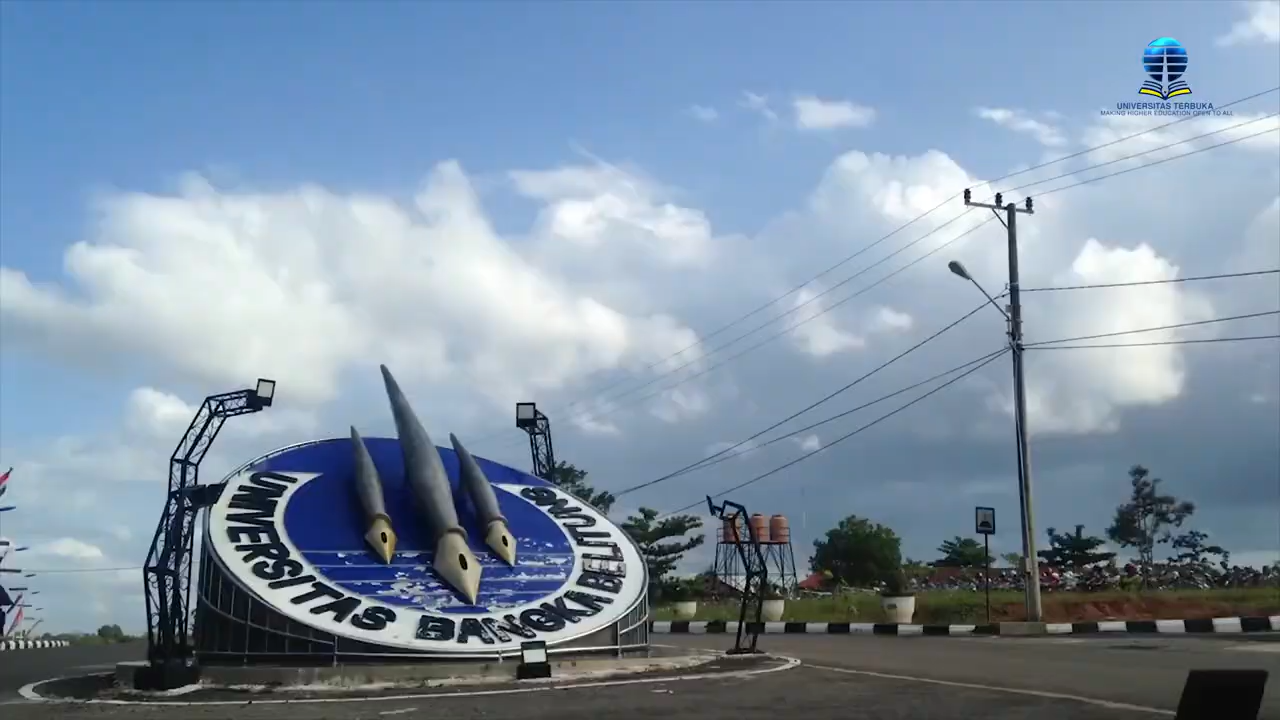 UNIVERSITAS TERBUKA
MAKING HIGHER EDUCATION OPEN TO ALL
UNIVERSITAS BANGKA BELITUNG